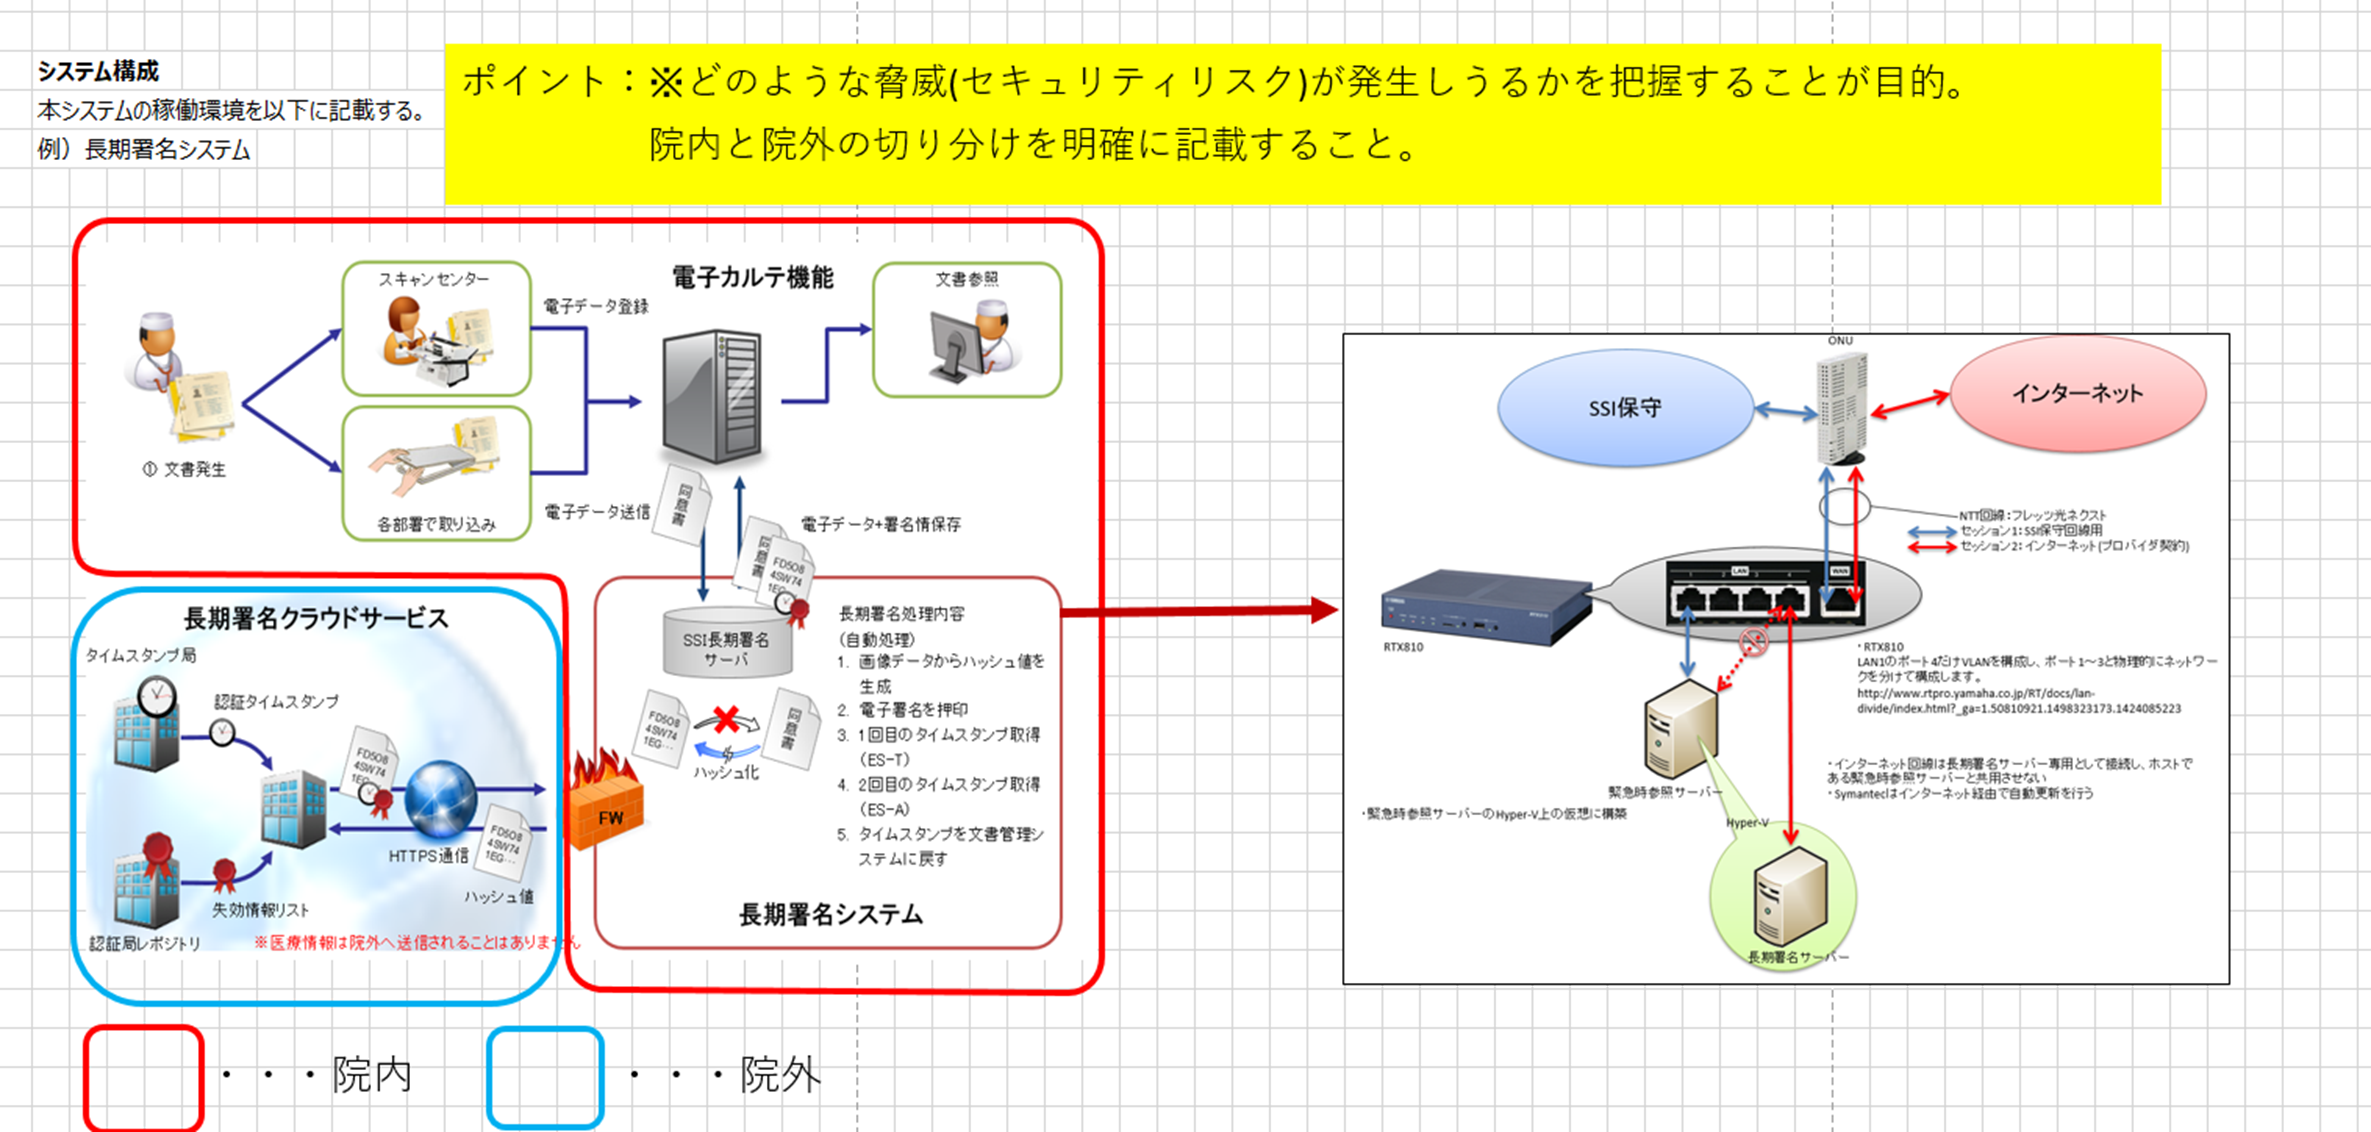 システム構成
本システムの稼働環境を以下に記載する。
例）長期署名システム
ポイント：※どのような脅威(セキュリティリスク)が発生しうるかを把握することが目的。
院内と院外の切り分けを明確に記載すること。
スキャンセンター
電子データ登録
電子カルテ機能
文書参照
① 文書発生
各部署で取り込み
電子データ送信
同意書
電子データ+署名情保存
同意書
FD5O8
4SW74
1EG
長期署名クラウドサービス
タイムスタンプ局
認証タイムスタンプ
FD5O8
4SW74
1EG
HTTPS通信
FD5O8
4SW74
1EG…
ハッシュ値
失効情報リスト
認証局レポジトリ
※医療情報は院外へ送信されることはありません
FW
SSI長期署名
サーバ
FD5O8
4SW74
1EG…
同意書
ハッシュ化
長期署名処理内容
(自動処理)
1. 画像データからハッシュ値を
生成
2. 電子署名を押印
3. 1回目のタイムスタンプ取得
(ES-T)
4. 2回目のタイムスタンプ取得
(ES-A)
5. タイムスタンプを文書管理シ
ステムに戻す
長期署名システム
ONU
SSI保守
インターネット
NTT回線：フレッツ光ネクスト
セッション1：SSI保守回線用
セッション2：インターネット(プロバイダ契約)
LAN
WAN
1 2 3 4
RTX810
・RTX810
LAN1のポート4だけVLANを構成し、ポート1～3と物理的にネットワー
クを分けて構成します。
http://www.rtpro.yamaha.co.jp/RT/docs/lan-
divide/index.html?_ga=1.50810921.1498323173.1424085223
・インターネット回線は長期署名サーバー専用として接続し、ホストで
ある緊急時参照サーバーと共用させない
・Symantecはインターネット経由で自動更新を行う
緊急時参照サーバー
・緊急時参照サーバーのHyper-V上の仮想に構築
Hyper-V
長期署名サーバー
・・・院内
・・・院外